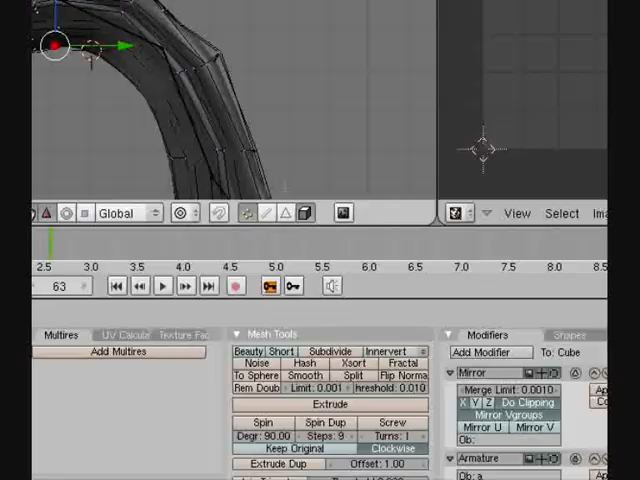 Global
View Select
2.5 3.0 3.5 4.0 4.5 5.0 5.5 6.0 6.5 7.0 7.5 8.0 8.5
63
Multires UV Calcula Texture Fac
Add Multires
Mesh Tools
Beauty Short Subdivide Innervert
Noise Hash Xsort Fractal
To Sphere Smooth Split Flip Norma
Rem Doub Limit: 0.001 hreshold: 0.010
Extrude
Spin Spin Dup Screw
Degr: 90.00 Steps: 9 Turns: 1
Keep Original Clockwise
Extrude Dup Offset: 1.00
Modifiers Shapes
Add Modifier To: Cube
Mirror
Merge Limit: 0.0010
X Y Z Do Clipping
Mirror Vgroups
Mirror U Mirror V
Ob:
Armature
Ob: a